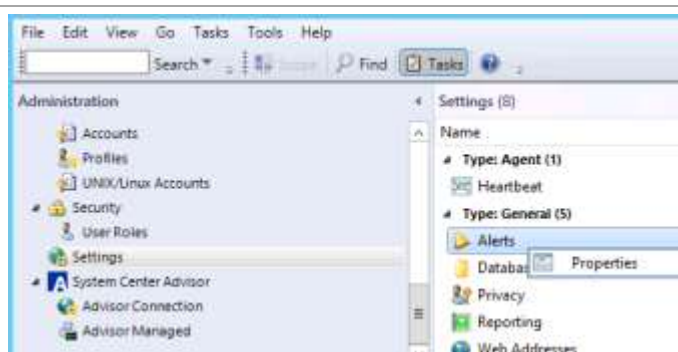 File Edit View Go Tasks Tools Help
Search Find Tasks
Administration
Accounts
Profiles
UNIX/Linux Accounts
Security
User Roles
Settings
System Center Advisor
Advisor Connection
Advisor Managed
Settings (8)
Name
Type: Agent (1)
Heartbeat
Type: General (5)
Alerts
Databa
Properties
Privacy
Reporting
Web Addresses